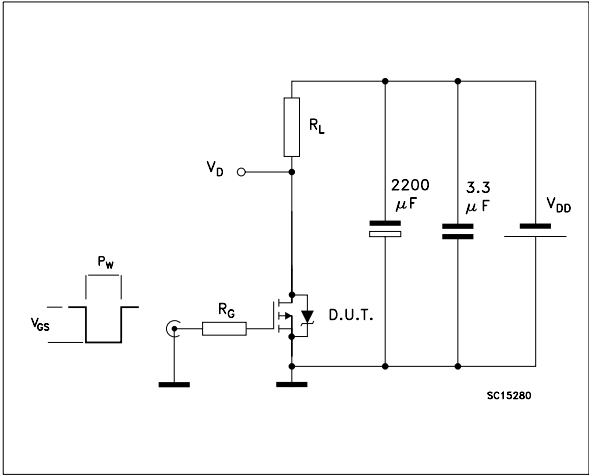 R_L
V_D
2200
μF
3.3
μF
V_DD
P_W
V_GS
R_G
D.U.T.
SC15280